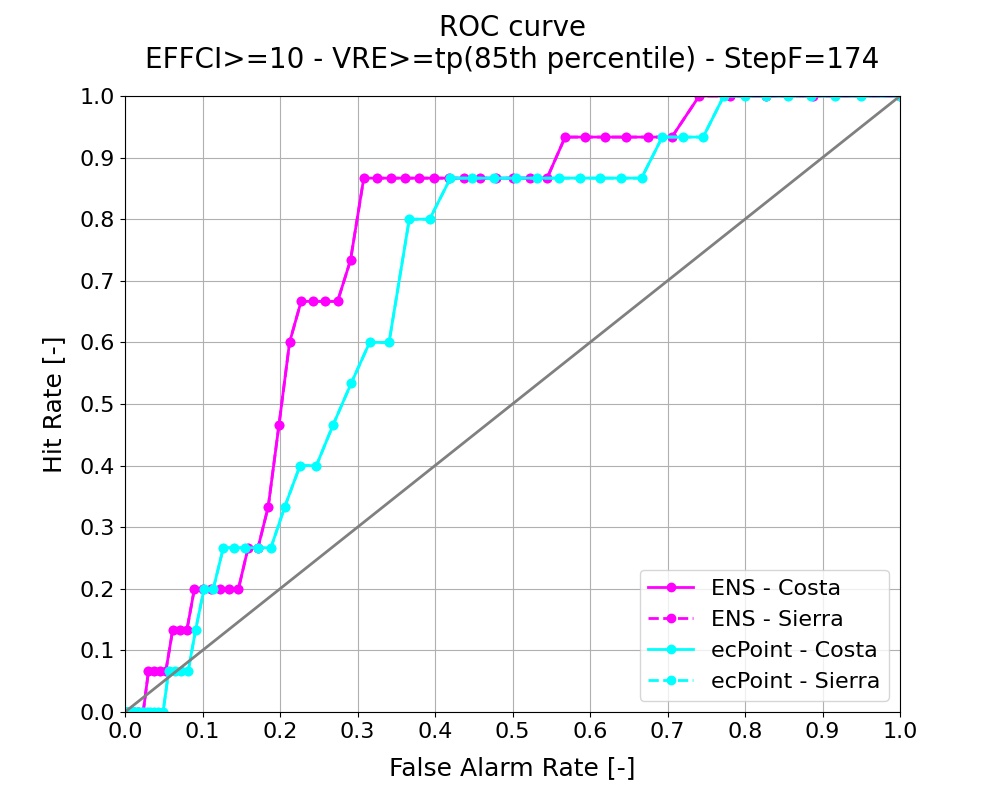 ROC curve
EFFCI>=10 - VRE>=tp(85th percentile) - StepF=174
1.0
0.9
0.8
0.7
0.6
0.5
0.4
0.3
0.2
0.1
0.0
Hit Rate [-]
ENS - Costa
ENS - Sierra
ecPoint - Costa
ecPoint - Sierra
0.0 0.1 0.2 0.3 0.4 0.5 0.6 0.7 0.8 0.9 1.0
False Alarm Rate [-]